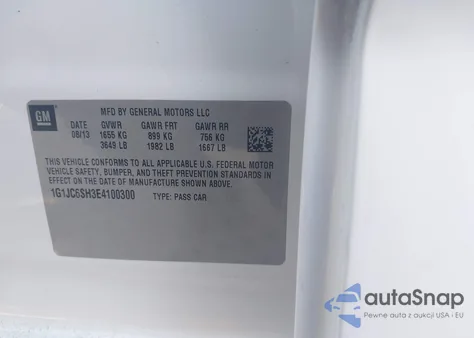 GM
MFD BY GENERAL MOTORS LLC
DATE GVWR GAWR FRT GAWR RR
08/13 1655 KG 899 KG 756 KG
3649 LB 1982 LB 1667 LB
THIS VEHICLE CONFORMS TO ALL APPLICABLE U.S. FEDERAL MOTOR
VEHICLE SAFETY, BUMPER, AND THEFT PREVENTION STANDARDS IN
EFFECT ON THE DATE OF MANUFACTURE SHOWN ABOVE.
1G1JC6SH3E4100300 TYPE: PASS CAR
autoSnap
Pewne auta z aukcji USA i EU